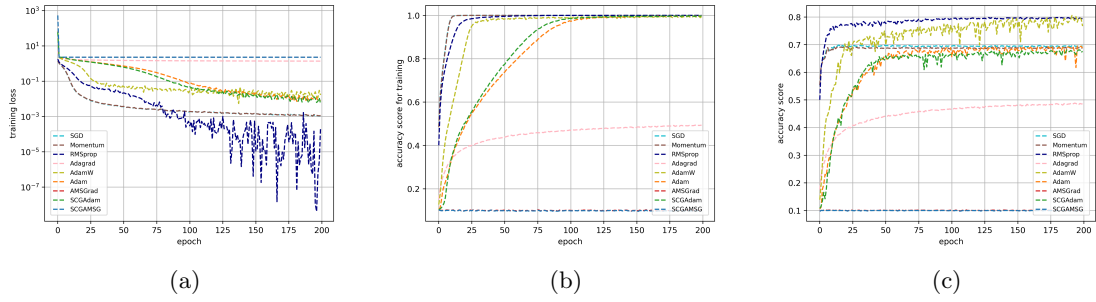 10³
10¹
10⁻¹
10⁻³
10⁻⁵
10⁻⁷
training loss
SGD
Momentum
RMSprop
Adagrad
AdamW
Adam
AMSGrad
SCGAdam
SCGAMSG
0 25 50 75 100 125 150 175 200
epoch
(a)
1.0
0.8
0.6
0.4
0.2
accuracy score for training
SGD
Momentum
RMSprop
Adagrad
AdamW
Adam
AMSGrad
SCGAdam
SCGAMSG
0 25 50 75 100 125 150 175 200
epoch
(b)
0.8
0.7
0.6
0.5
0.4
0.3
0.2
0.1
accuracy score
SGD
Momentum
RMSprop
Adagrad
AdamW
Adam
AMSGrad
SCGAdam
SCGAMSG
0 25 50 75 100 125 150 175 200
epoch
(c)